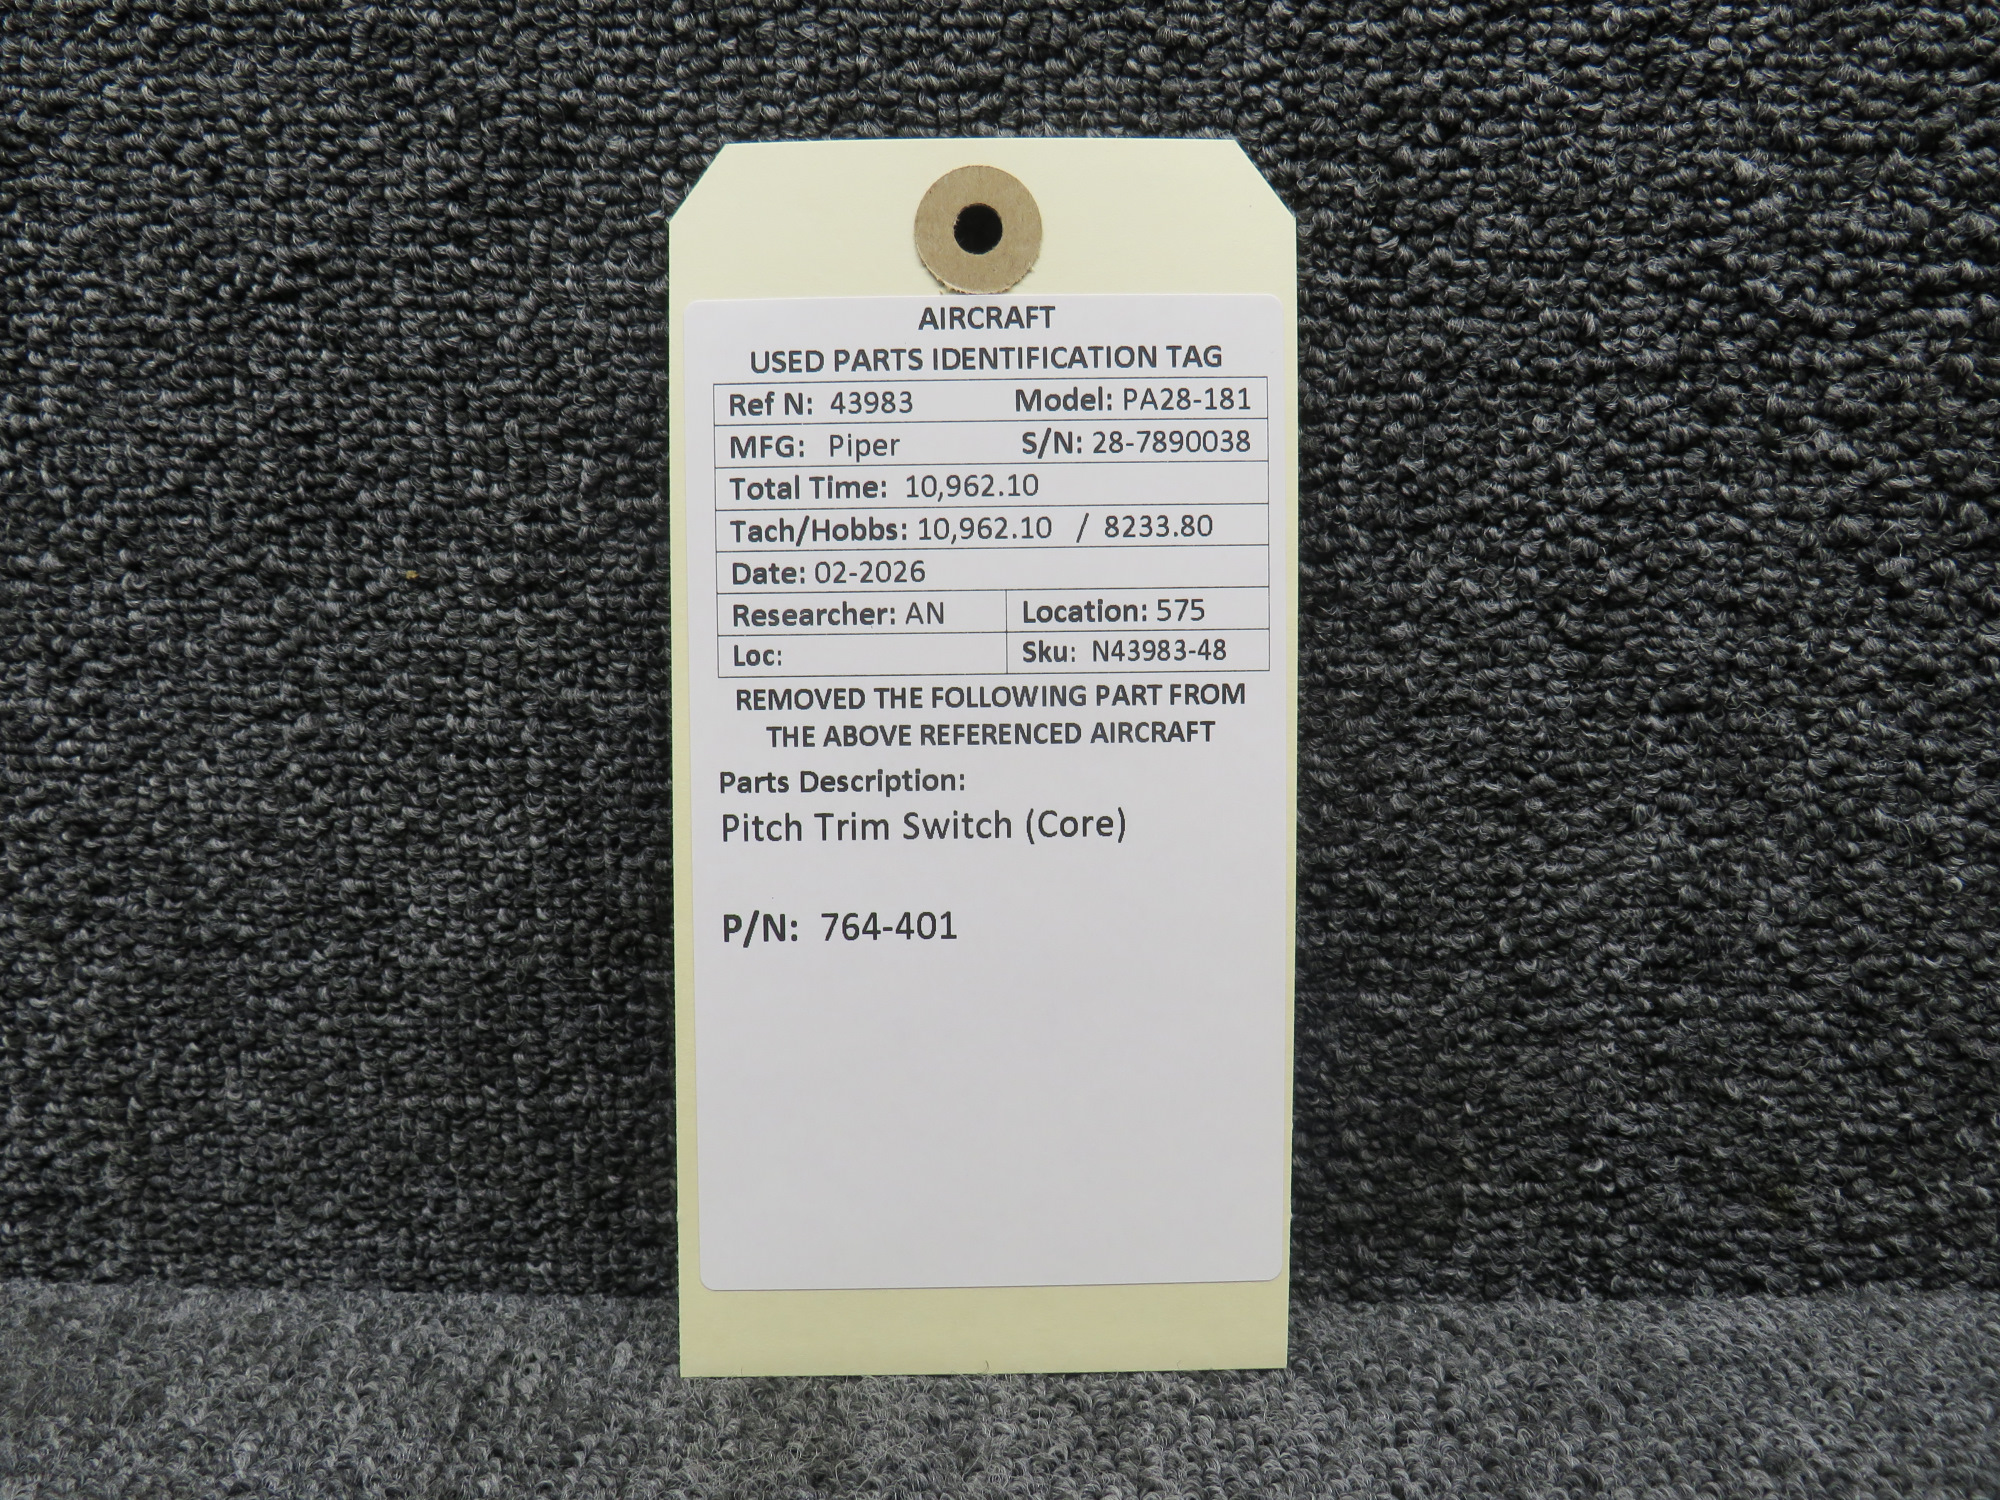 AIRCRAFT
USED PARTS IDENTIFICATION TAG
Ref N: 43983 Model: PA28-181
MFG: Piper S/N: 28-7890038
Total Time: 10,962.10
Tach/Hobbs: 10,962.10 / 8233.80
Date: 02-2026
Researcher: AN Location: 575
Loc: Sku: N43983-48
REMOVED THE FOLLOWING PART FROM
THE ABOVE REFERENCED AIRCRAFT
Parts Description:
Pitch Trim Switch (Core)
P/N: 764-401